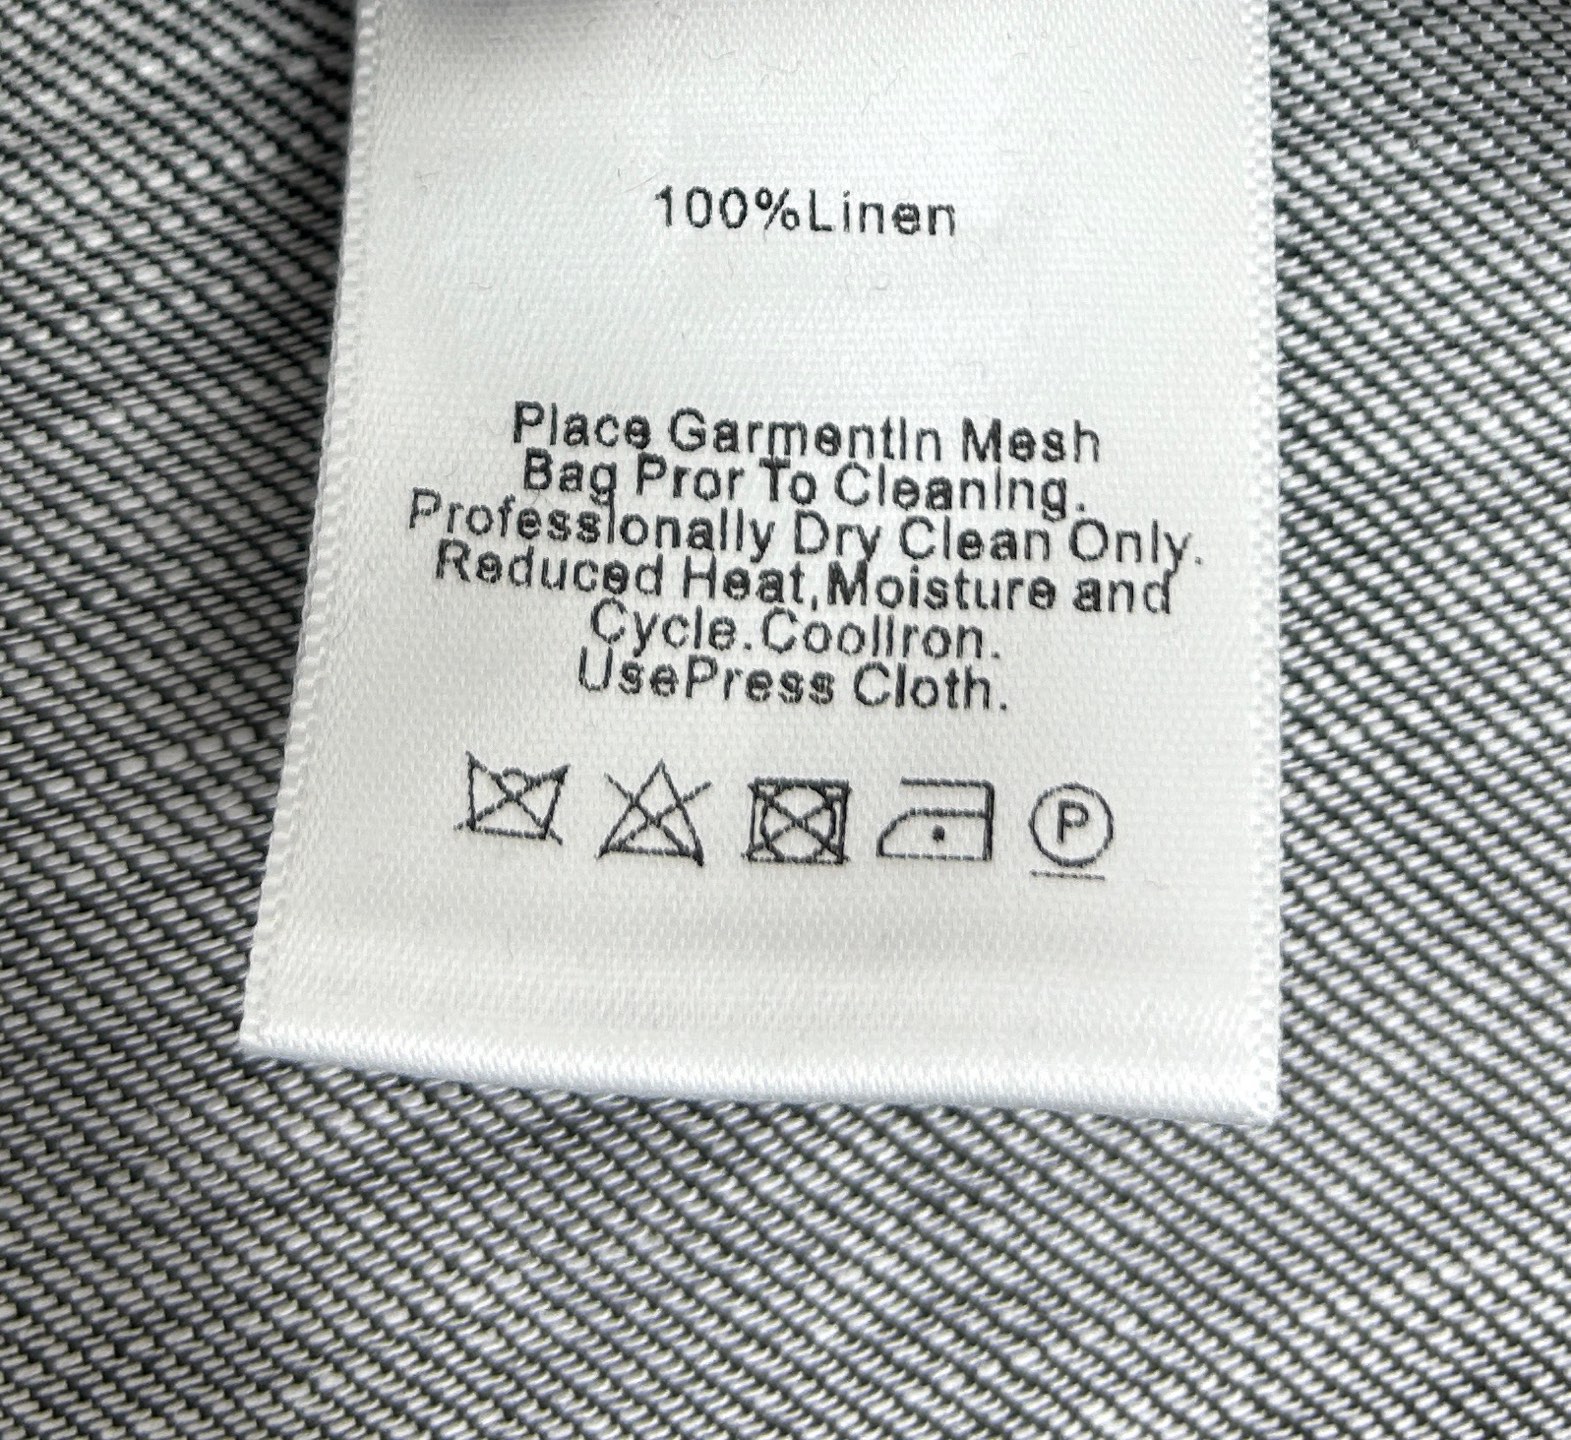 100%Linen
Place GarmentIn Mesh
Bag Pror To CleanIng.
ProfessIonally Dry Clean Only.
Reduced Heat,Moisture and
Cycle.CoolIron.
UsePress Cloth.
P